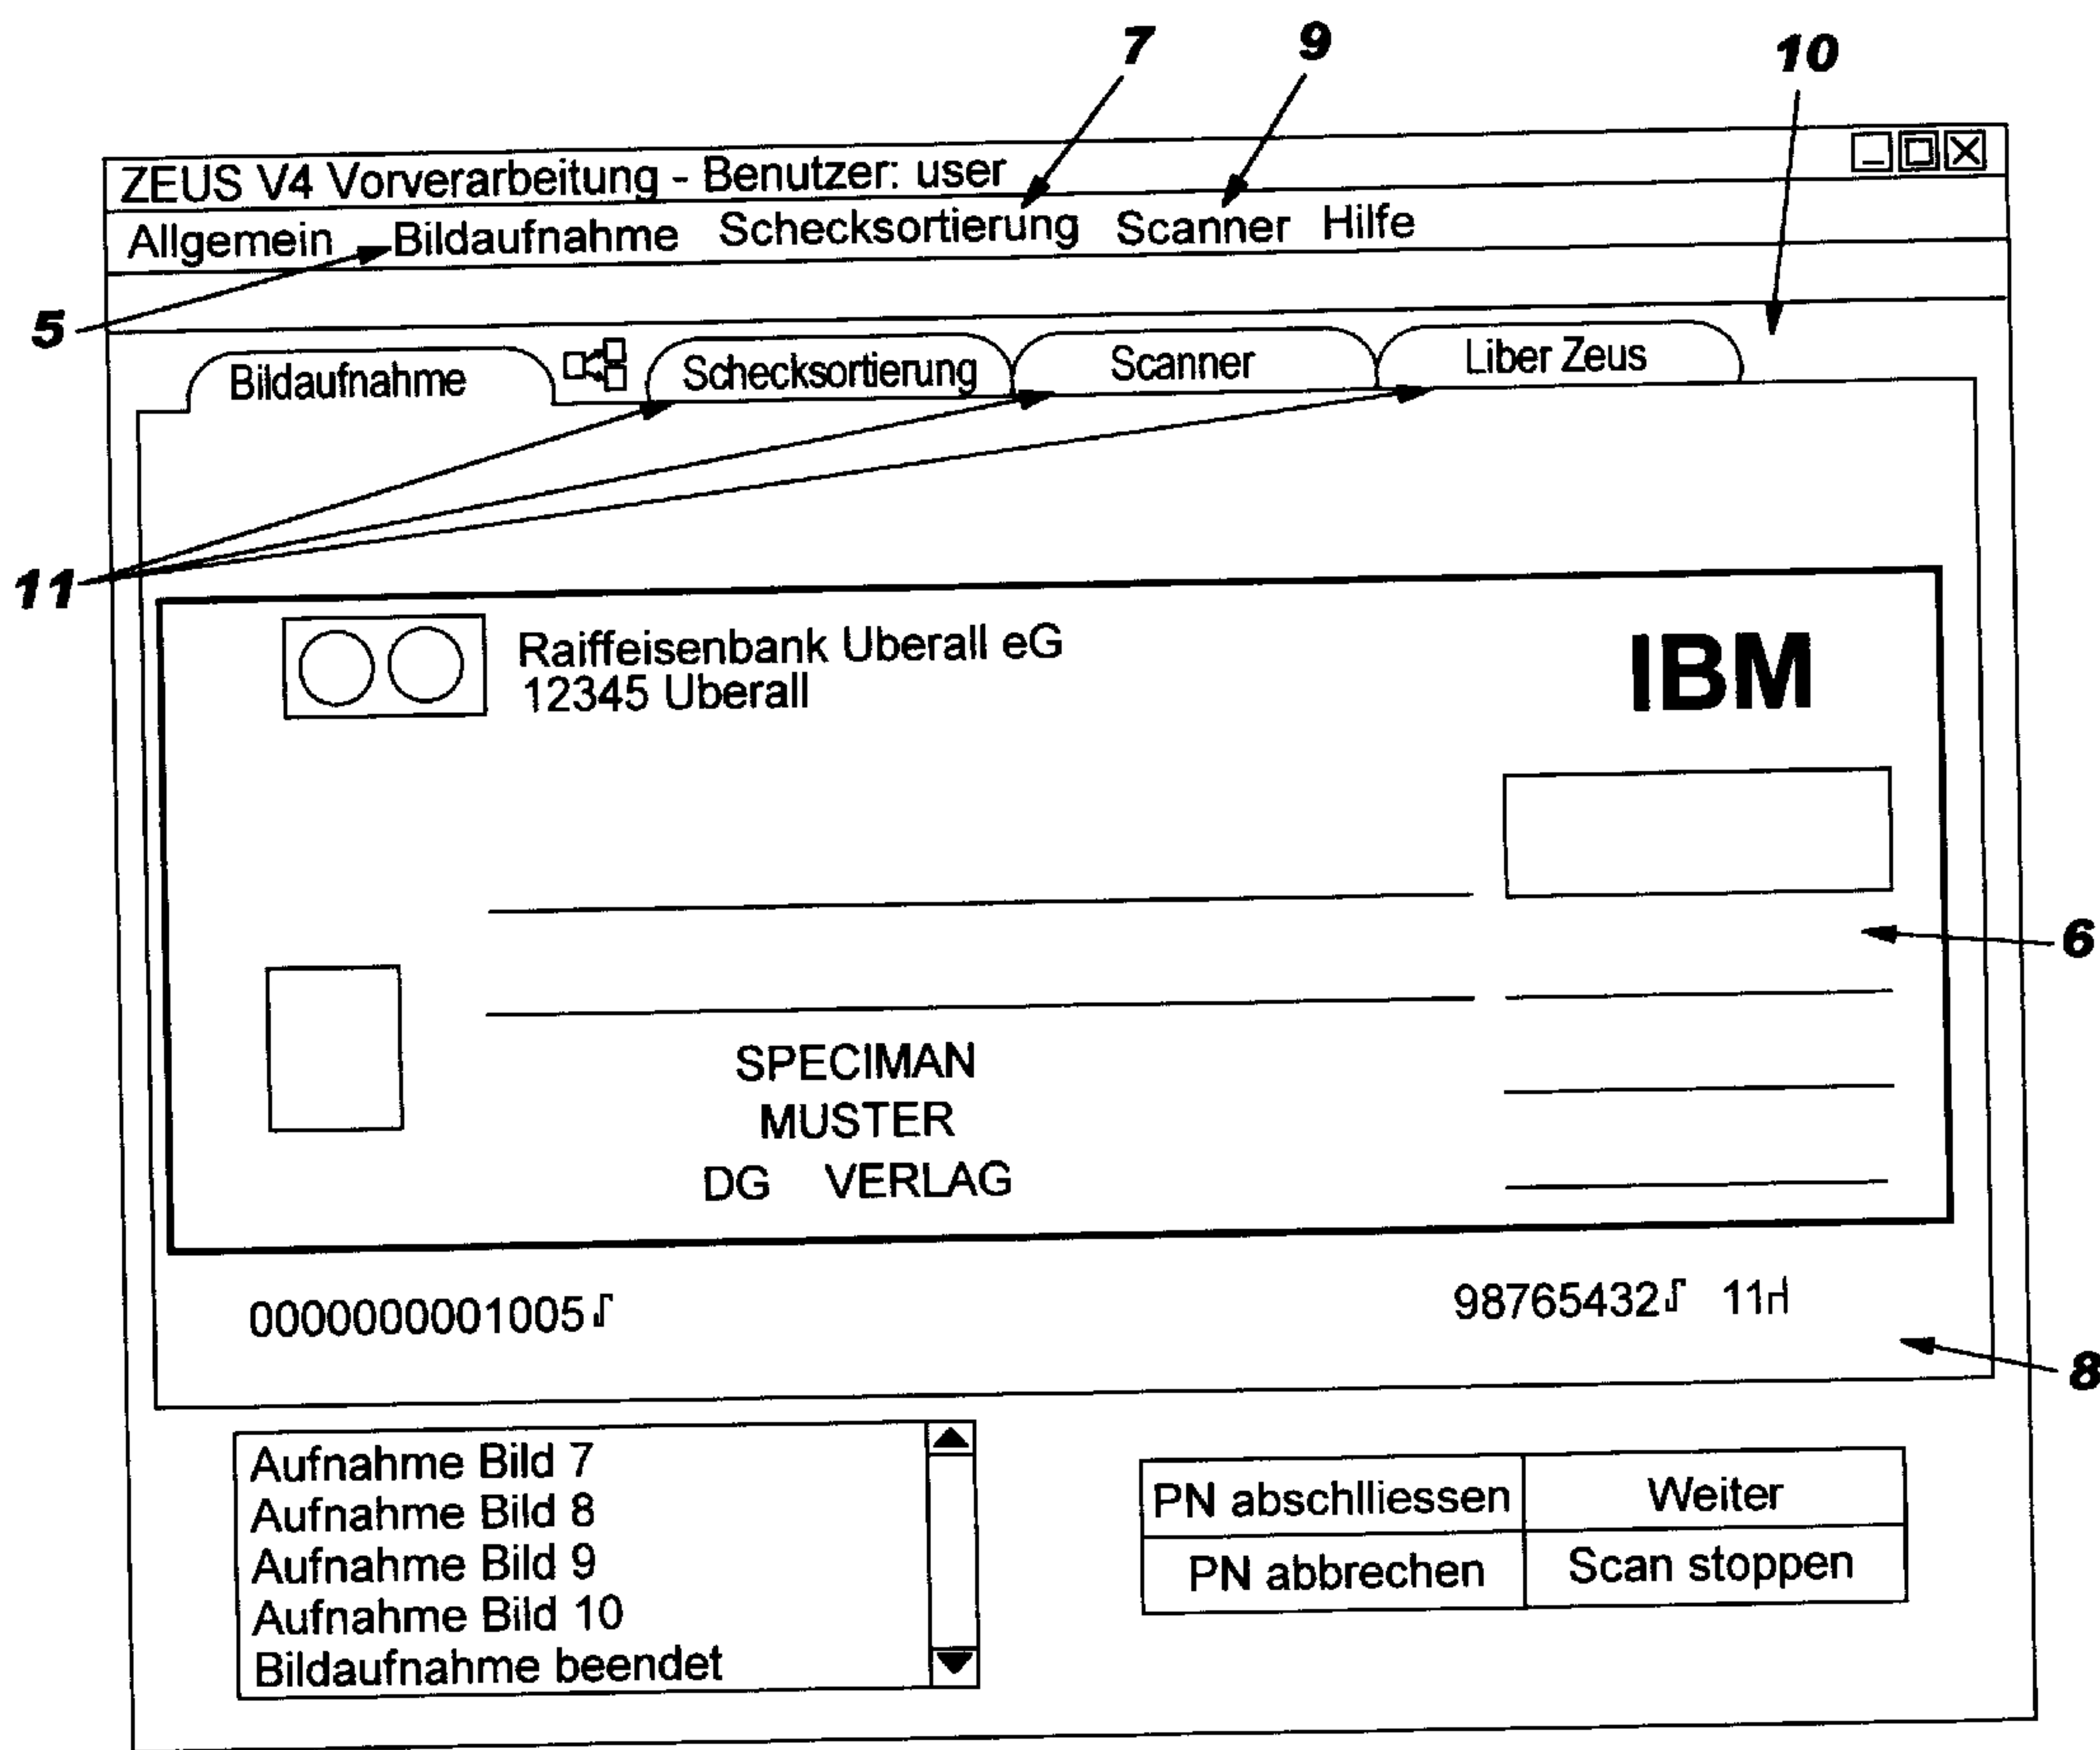 7 9 10
ZEUS V4 Vorverarbeitung - Benutzer: user
Allgemein Bildaufnahme Schecksortierung Scanner Hilfe
5
Bildaufnahme Schecksortierung Scanner Liber Zeus
11
Raiffeisenbank Uberall eG
12345 Uberall
IBM
6
SPECIMAN
MUSTER
DG VERLAG
0000000001005⑀ 98765432⑀ 11⑁
8
Aufnahme Bild 7
Aufnahme Bild 8
Aufnahme Bild 9
Aufnahme Bild 10
Bildaufnahme beendet
PN abschlliessen Weiter
PN abbrechen Scan stoppen